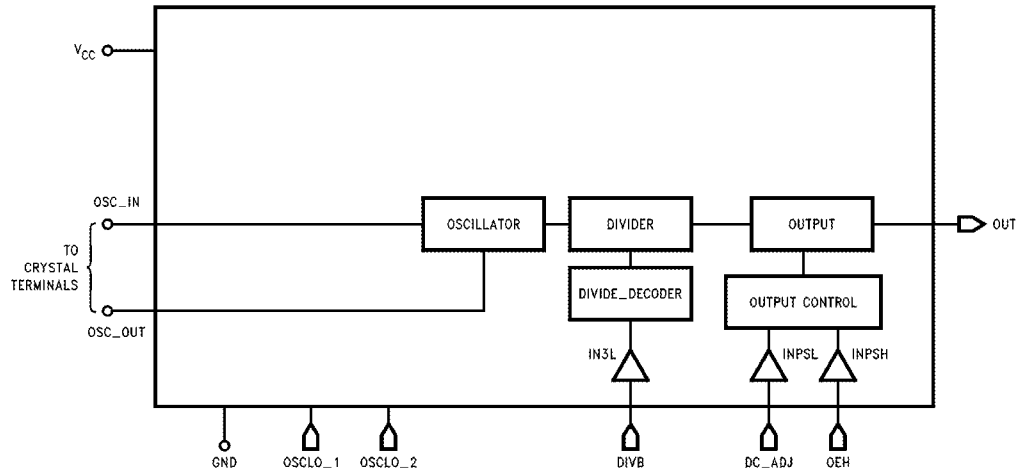 VCC
OSC_IN
TO
CRYSTAL
TERMINALS
OSC_OUT
OSCILLATOR
DIVIDER
OUTPUT
OUT
DIVIDE_DECODER
OUTPUT CONTROL
IN3L
INPSL
INPSH
GND
OSCLO_1
OSCLO_2
DIVB
DC_ADJ
OEH